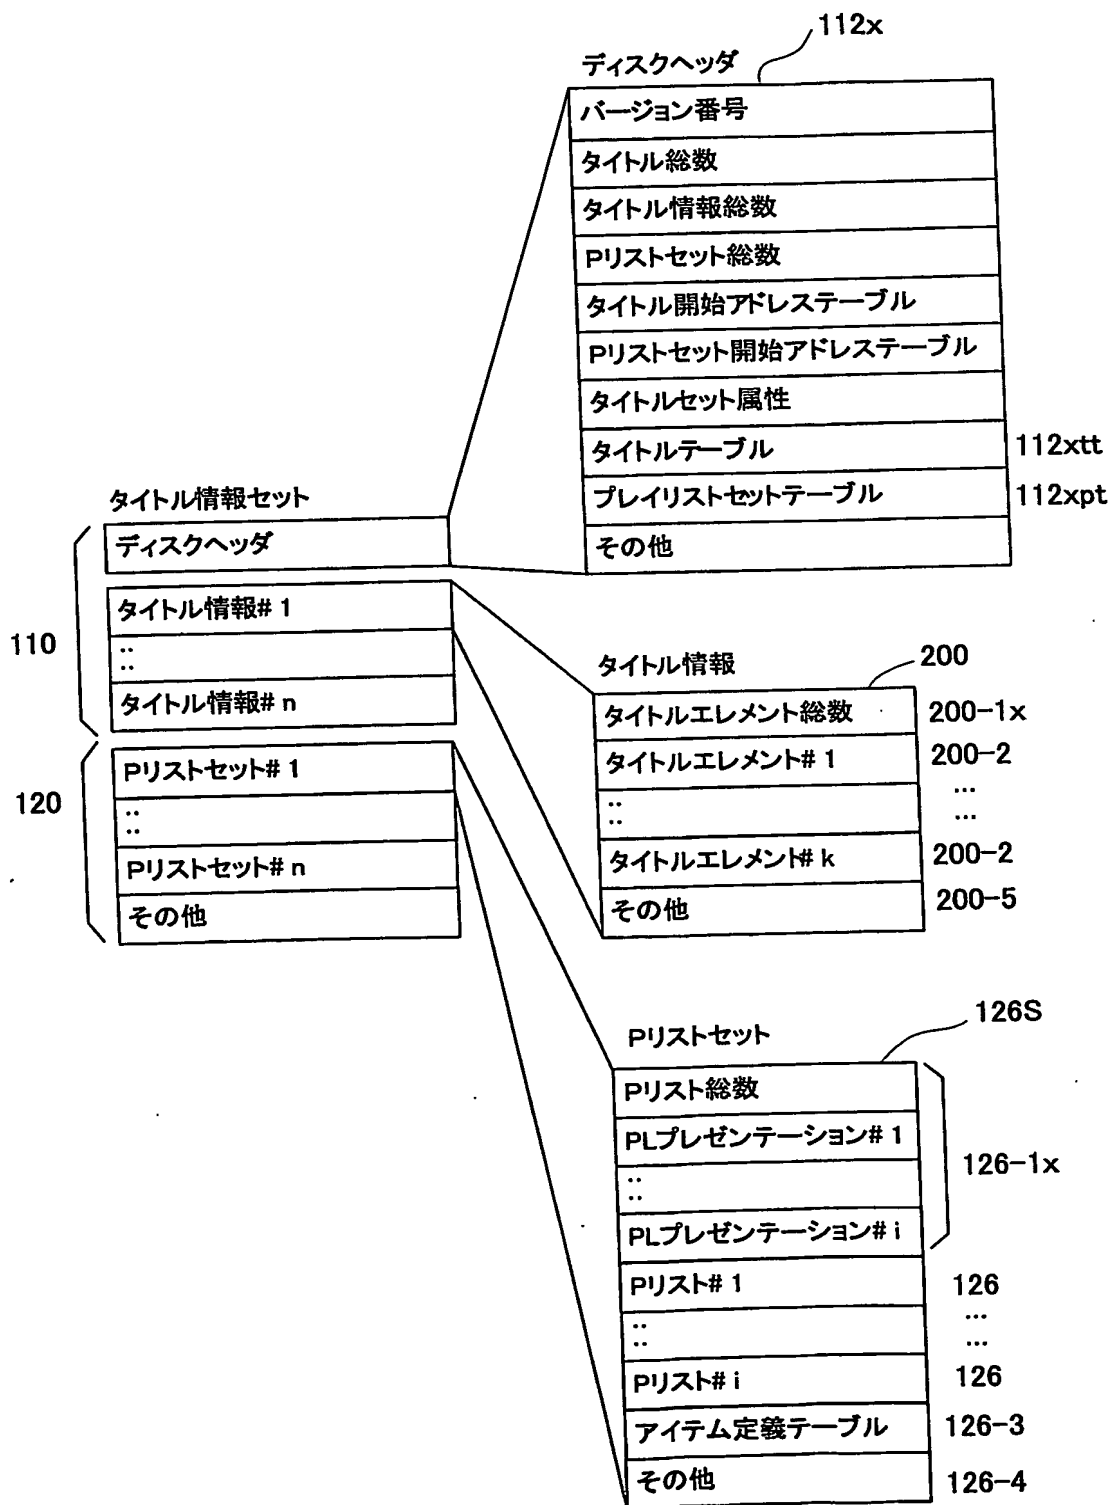 112x
ディスクヘッダ
バージョン番号
タイトル総数
タイトル情報総数
Pリストセット総数
タイトル開始アドレステーブル
Pリストセット開始アドレステーブル
タイトルセット属性
タイトルテーブル 112xtt
プレイリストセットテーブル 112xpt
その他
タイトル情報セット
ディスクヘッダ
110
タイトル情報#1
::
タイトル情報#n
120
Pリストセット#1
::
Pリストセット#n
その他
タイトル情報 200
タイトルエレメント総数 200-1x
タイトルエレメント#1 200-2
:: ...
...
タイトルエレメント#k 200-2
その他 200-5
Pリストセット 126S
Pリスト総数
PLプレゼンテーション#1
::
126-1x
PLプレゼンテーション#i
Pリスト#1 126
:: ...
...
Pリスト#i 126
アイテム定義テーブル 126-3
その他 126-4